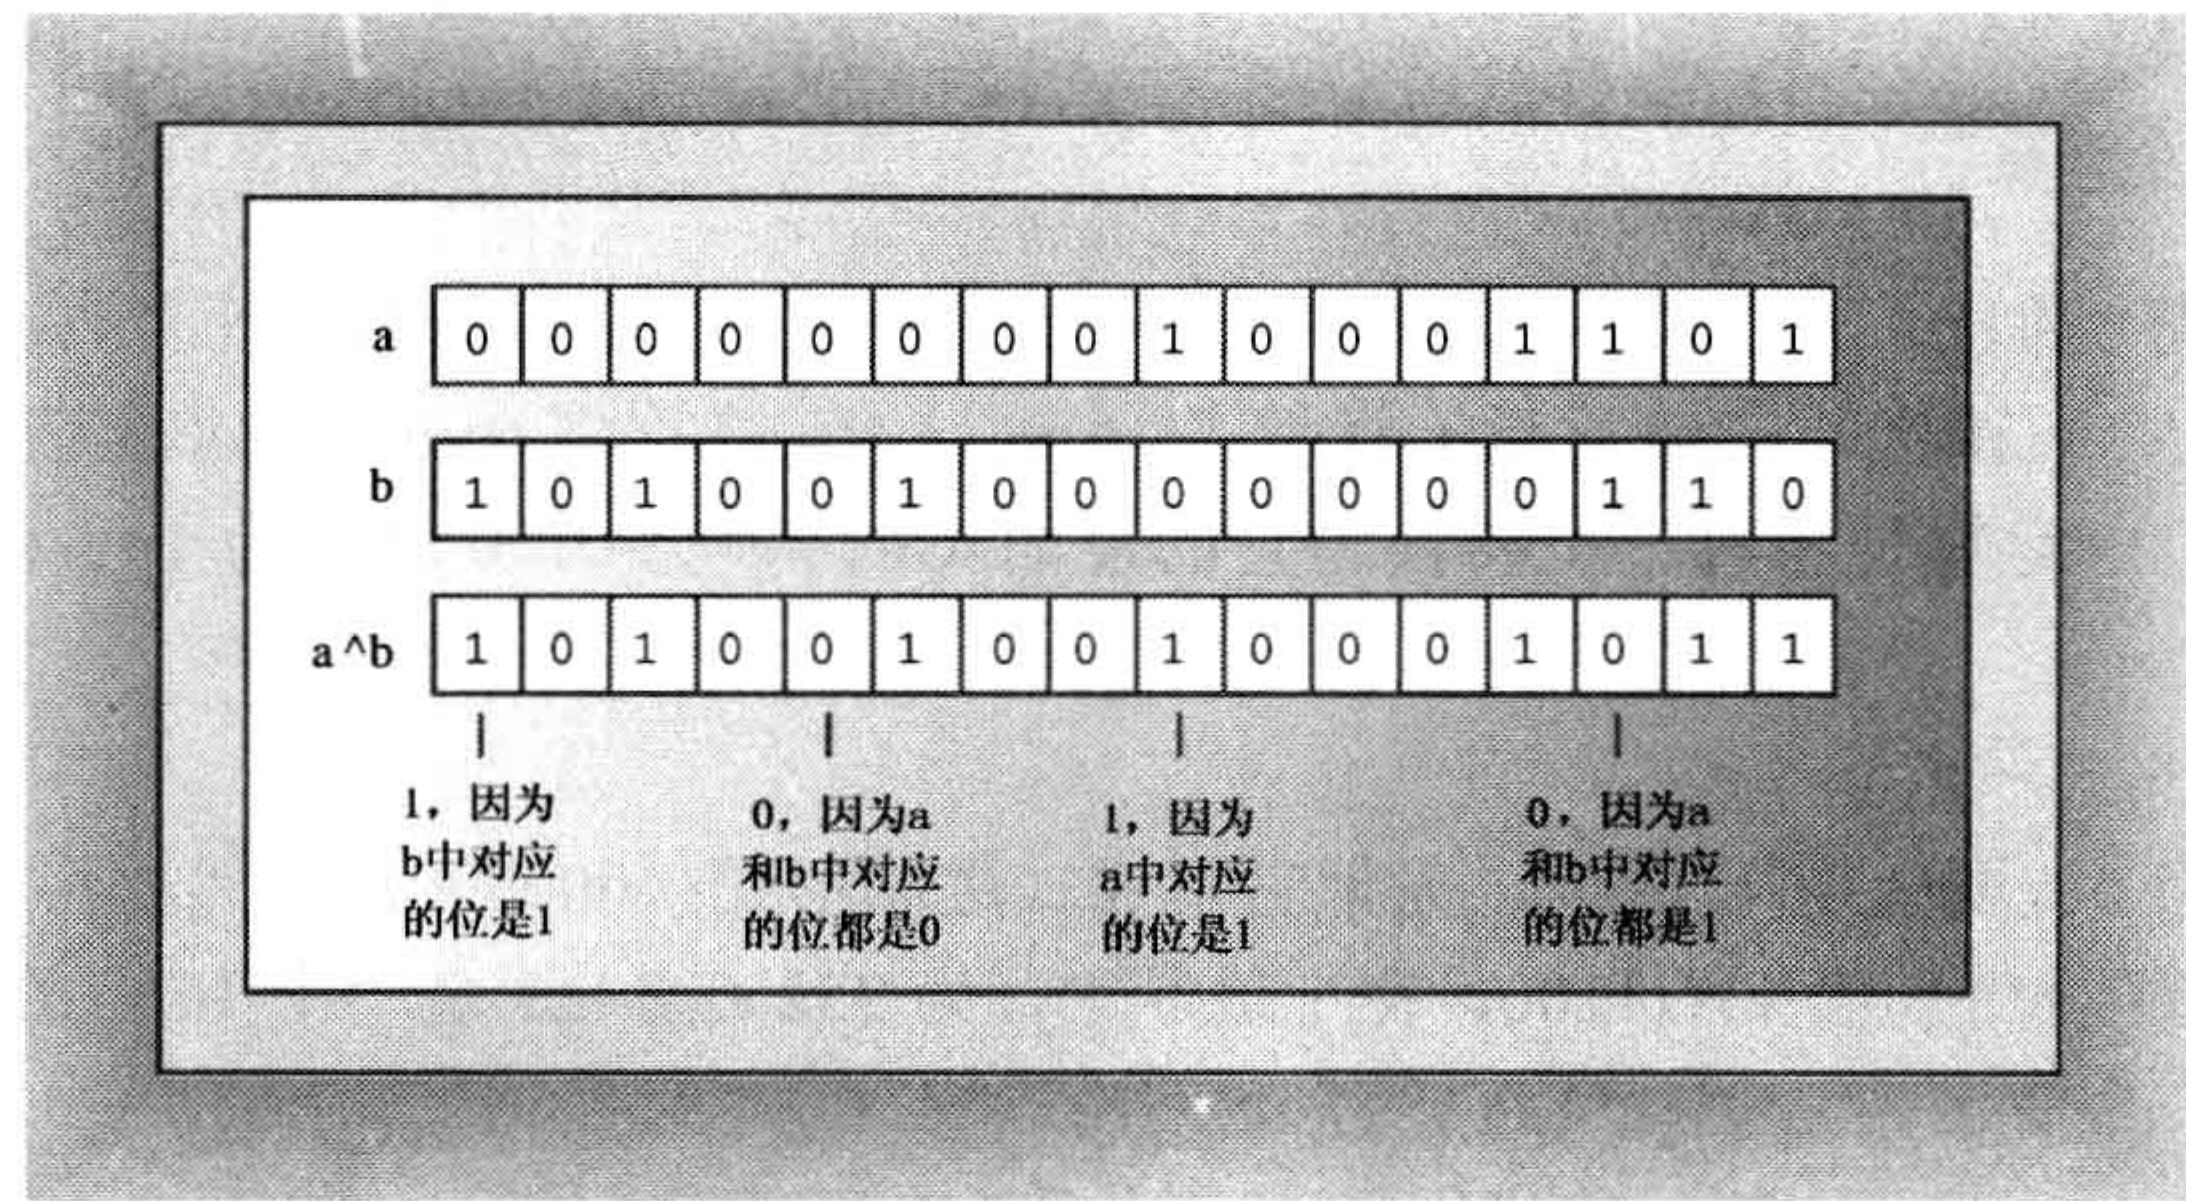 a 0 0 0 0 0 0 0 0 1 0 0 0 1 1 0 1
b 1 0 1 0 0 1 0 0 0 0 0 0 0 1 1 0
a^b 1 0 1 0 0 1 0 0 1 0 0 0 1 0 1 1
1，因为
b中对应
的位是1
0，因为a
和b中对应
的位都是0
1，因为
a中对应
的位是1
0，因为a
和b中对应
的位都是1